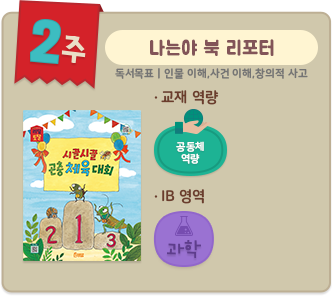 2주
나는야 북 리포터
독서목표 | 인물 이해,사건 이해,창의적 사고
· 교재 역량
공동체
역량
시끌시끌
곤충 체육 대회
· IB 영역
과학
2 1 3